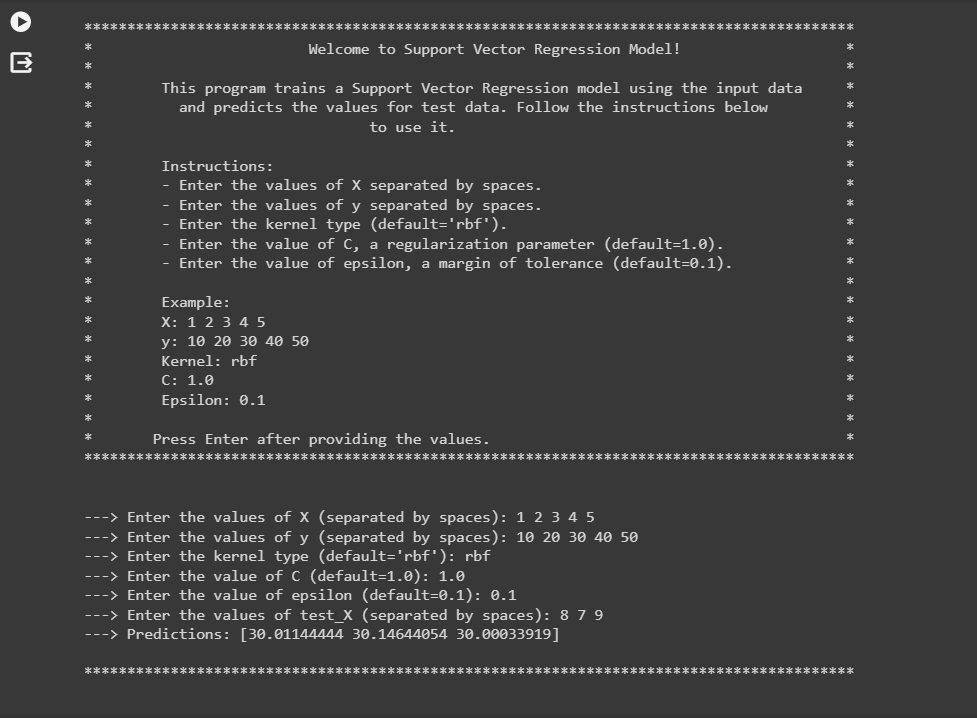 *****************************************************************************************
* Welcome to Support Vector Regression Model! *
* *
* This program trains a Support Vector Regression model using the input data *
* and predicts the values for test data. Follow the instructions below *
* to use it. *
* *
* Instructions: *
* - Enter the values of X separated by spaces. *
* - Enter the values of y separated by spaces. *
* - Enter the kernel type (default='rbf'). *
* - Enter the value of C, a regularization parameter (default=1.0). *
* - Enter the value of epsilon, a margin of tolerance (default=0.1). *
* *
* Example: *
* X: 1 2 3 4 5 *
* y: 10 20 30 40 50 *
* Kernel: rbf *
* C: 1.0 *
* Epsilon: 0.1 *
* *
* Press Enter after providing the values. *
*****************************************************************************************
---> Enter the values of X (separated by spaces): 1 2 3 4 5
---> Enter the values of y (separated by spaces): 10 20 30 40 50
---> Enter the kernel type (default='rbf'): rbf
---> Enter the value of C (default=1.0): 1.0
---> Enter the value of epsilon (default=0.1): 0.1
---> Enter the values of test_X (separated by spaces): 8 7 9
---> Predictions: [30.01144444 30.14644054 30.00033919]
*****************************************************************************************